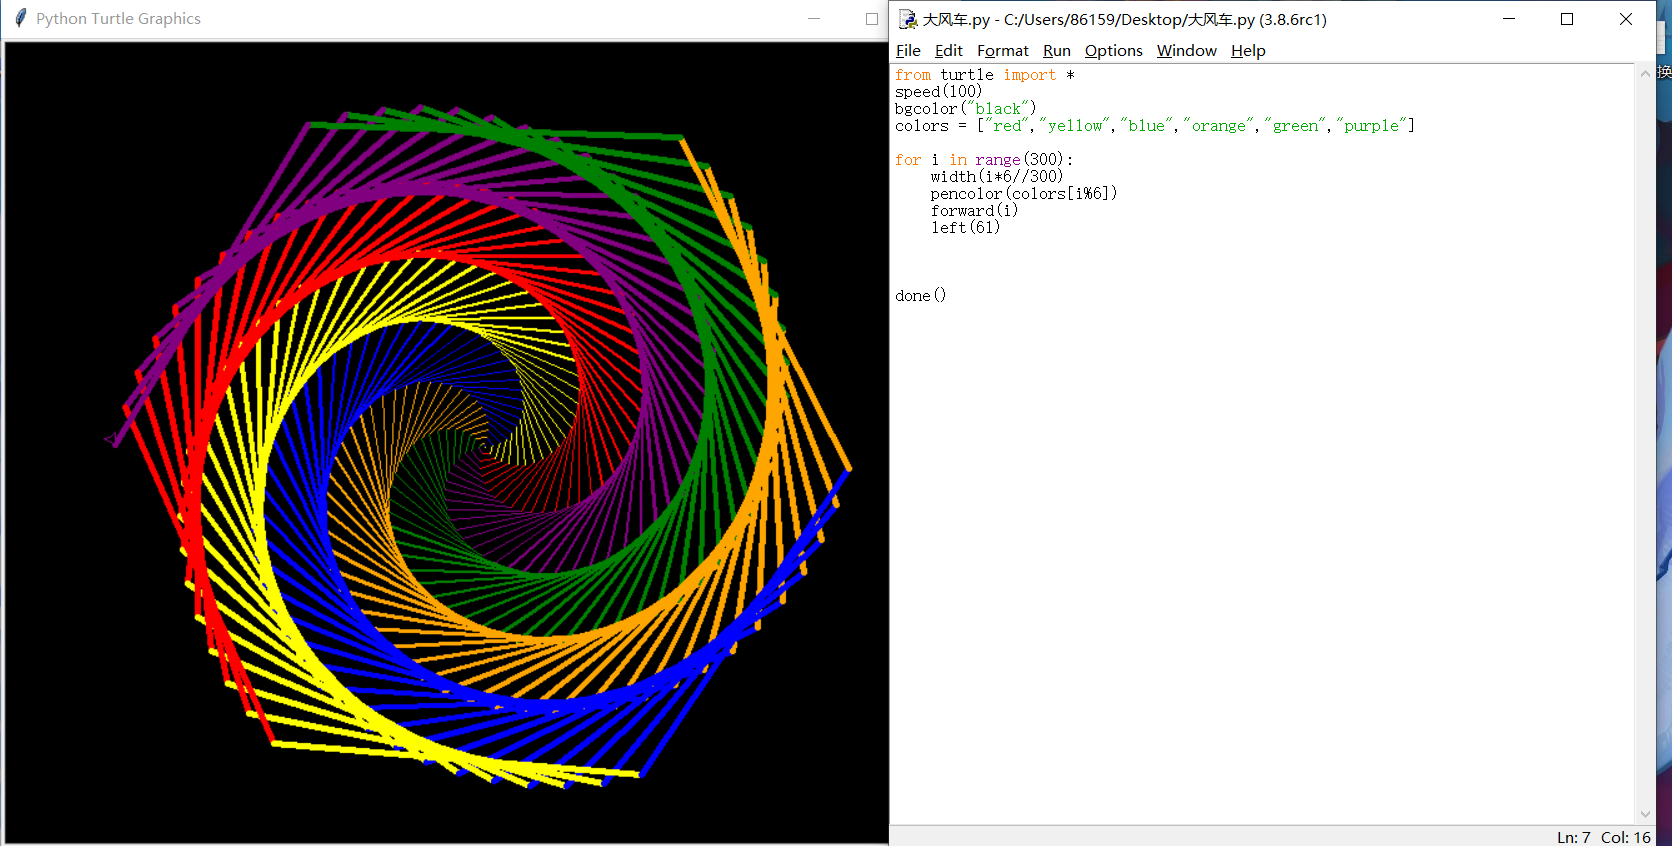 Python Turtle Graphics
大风车.py - C:/Users/86159/Desktop/大风车.py (3.8.6rc1)
File Edit Format Run Options Window Help
from turtle import *
speed(100)
bgcolor("black")
colors = ["red","yellow","blue","orange","green","purple"]
for i in range(300):
    width(i*6//300)
    pencolor(colors[i%6])
    forward(i)
    left(61)
done()
换
Ln: 7 Col: 16